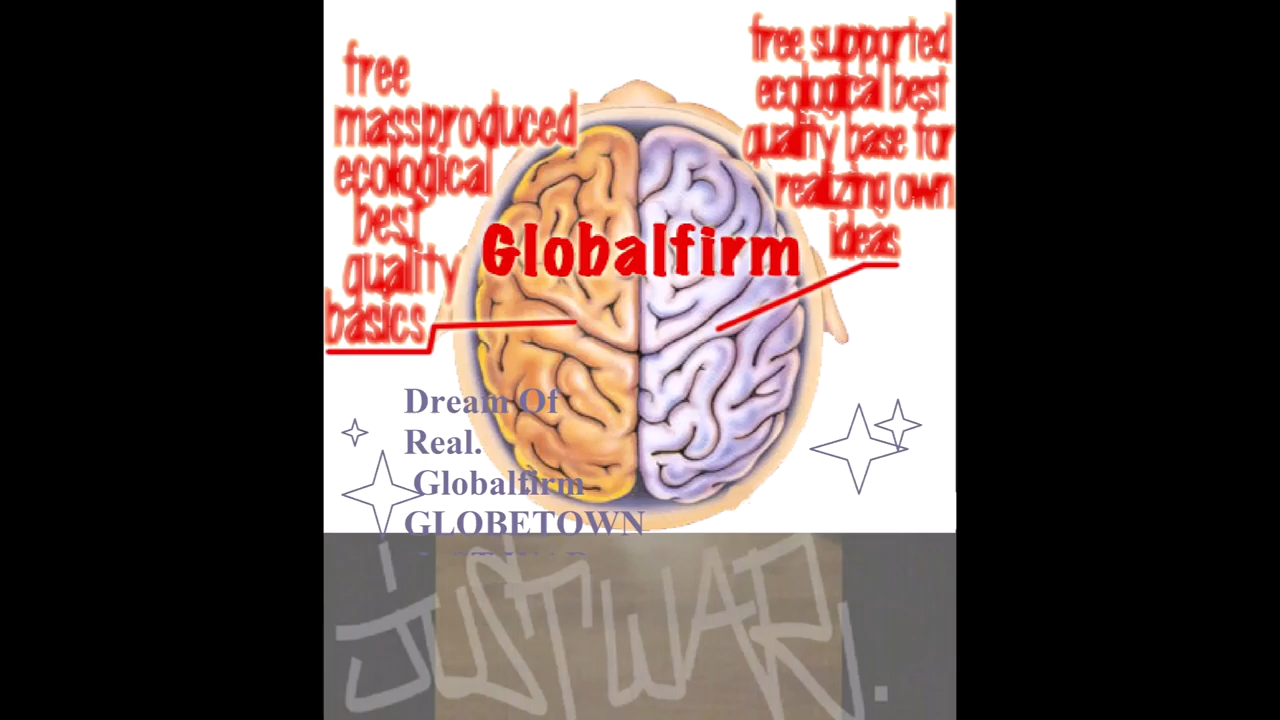 free
massproduced
ecological
best
quality
basics
free supported
ecological best
quality base for
realizing own
ideas
Globalfirm
Dream Of
Real.
Globalfirm
GLOBETOWN
JUST WAR.